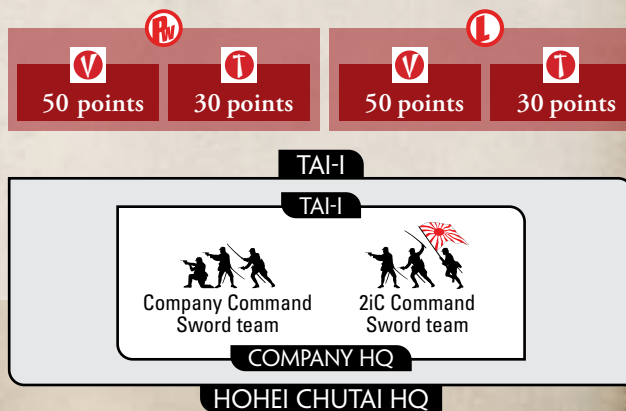 Rv L
V T V T
50 points 30 points 50 points 30 points
TAI-I
TAI-I
Company Command 2iC Command
Sword team Sword team
COMPANY HQ
HOHEI CHUTAI HQ